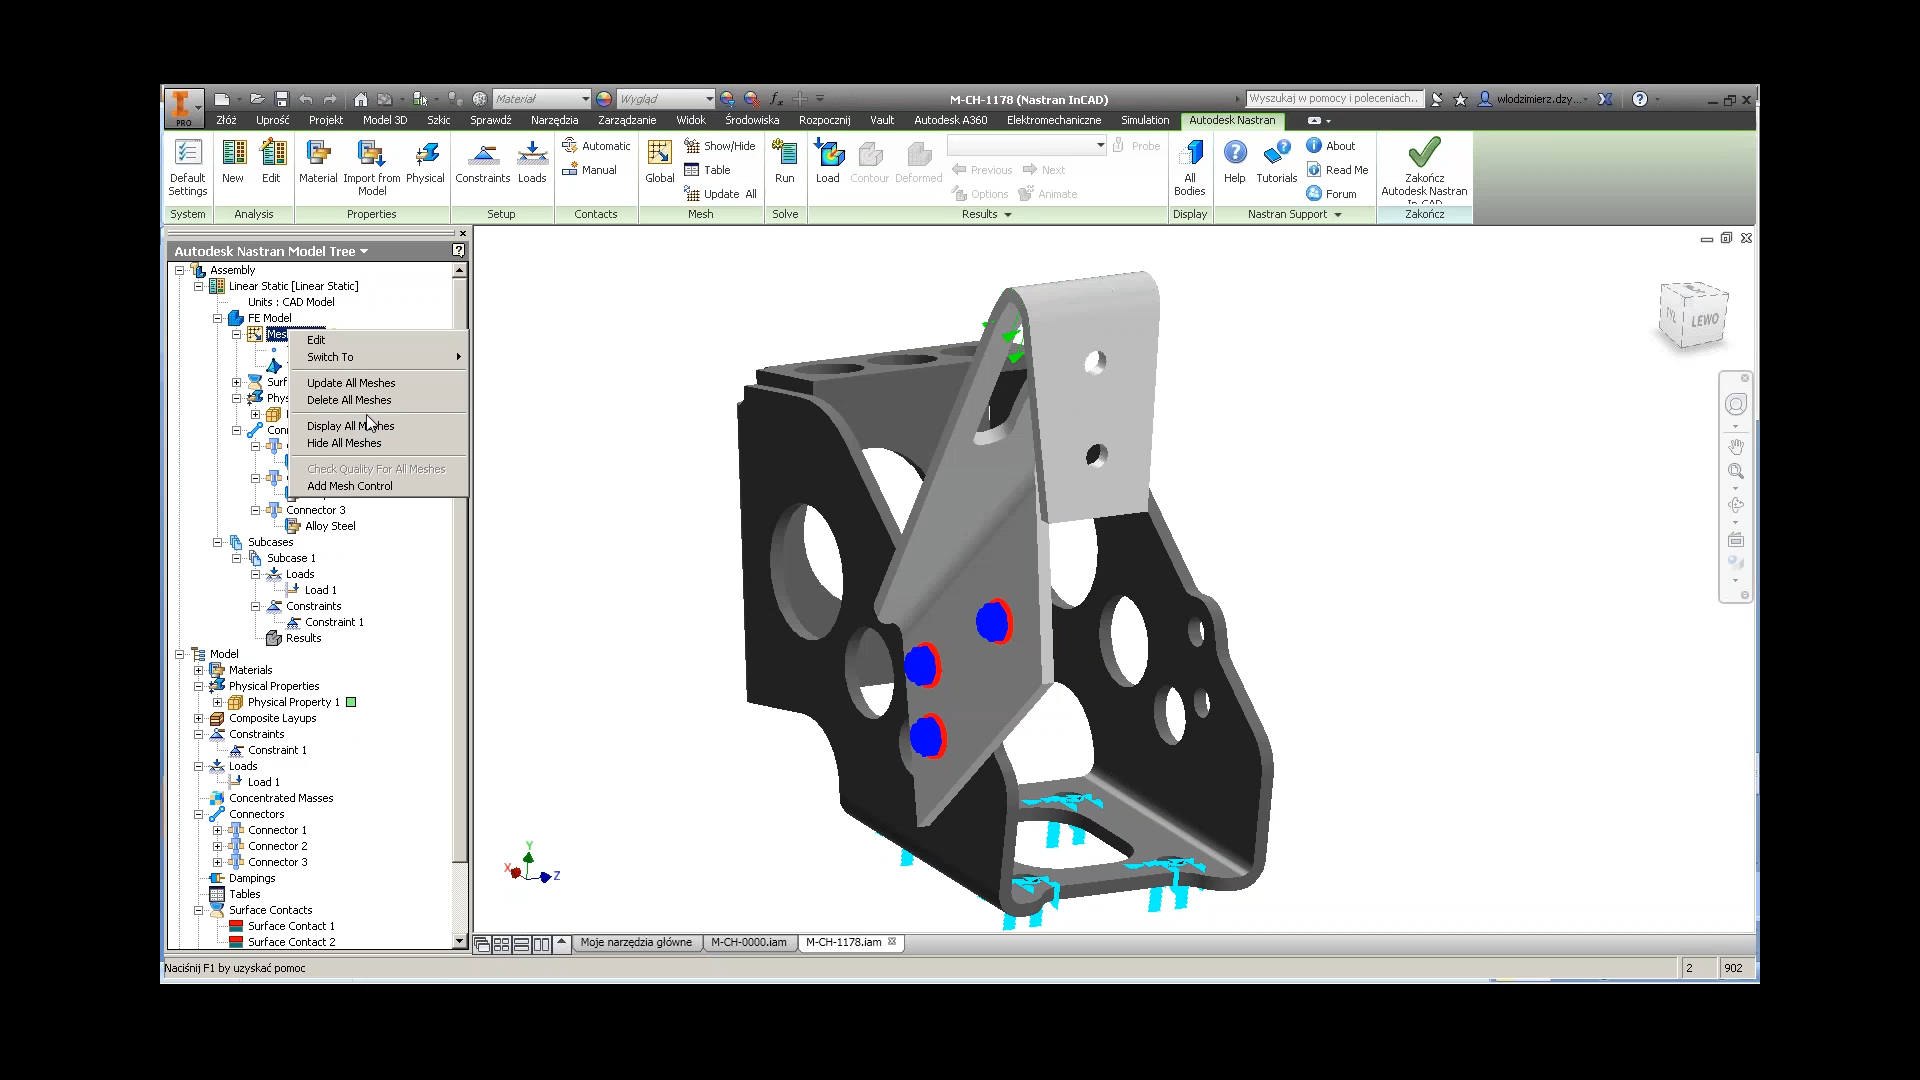 PRO
Materiał
Wygląd
fx
M-CH-1178 (Nastran InCAD)
Wyszukaj w pomocy i poleceniach...
wlodzimierz.dzy...
Złóż Uprość Projekt Model 3D Szkic Sprawdź Narzędzia Zarządzanie Widok Środowiska Rozpocznij Vault Autodesk A360 Elektromechaniczne Simulation Autodesk Nastran
Default Settings
New
Edit
Material
Import from Model
Physical
Constraints
Loads
Automatic
Manual
Global
Show/Hide
Table
Update All
Run
Load
Contour
Deformed
Probe
Previous
Next
Options
Animate
All Bodies
Help
Tutorials
About
Read Me
Forum
Zakończ
Autodesk Nastran
In-CAD
System Analysis Properties Setup Contacts Mesh Solve Results Display Nastran Support Zakończ
Autodesk Nastran Model Tree
Assembly
Linear Static [Linear Static]
Units : CAD Model
FE Model
Mes
Edit
Switch To
Update All Meshes
Surf
Phys
Delete All Meshes
Display All Meshes
Con
Hide All Meshes
Check Quality For All Meshes
Add Mesh Control
Connector 3
Alloy Steel
Subcases
Subcase 1
Loads
Load 1
Constraints
Constraint 1
Results
Model
Materials
Physical Properties
Physical Property 1
Composite Layups
Constraints
Constraint 1
Loads
Load 1
Concentrated Masses
Connectors
Connector 1
Connector 2
Connector 3
Dampings
Tables
Surface Contacts
Surface Contact 1
Surface Contact 2
TYŁ
LEWO
Y
X
Z
Moje narzędzia główne M-CH-0000.iam M-CH-1178.iam
Naciśnij F1 by uzyskać pomoc
2 902